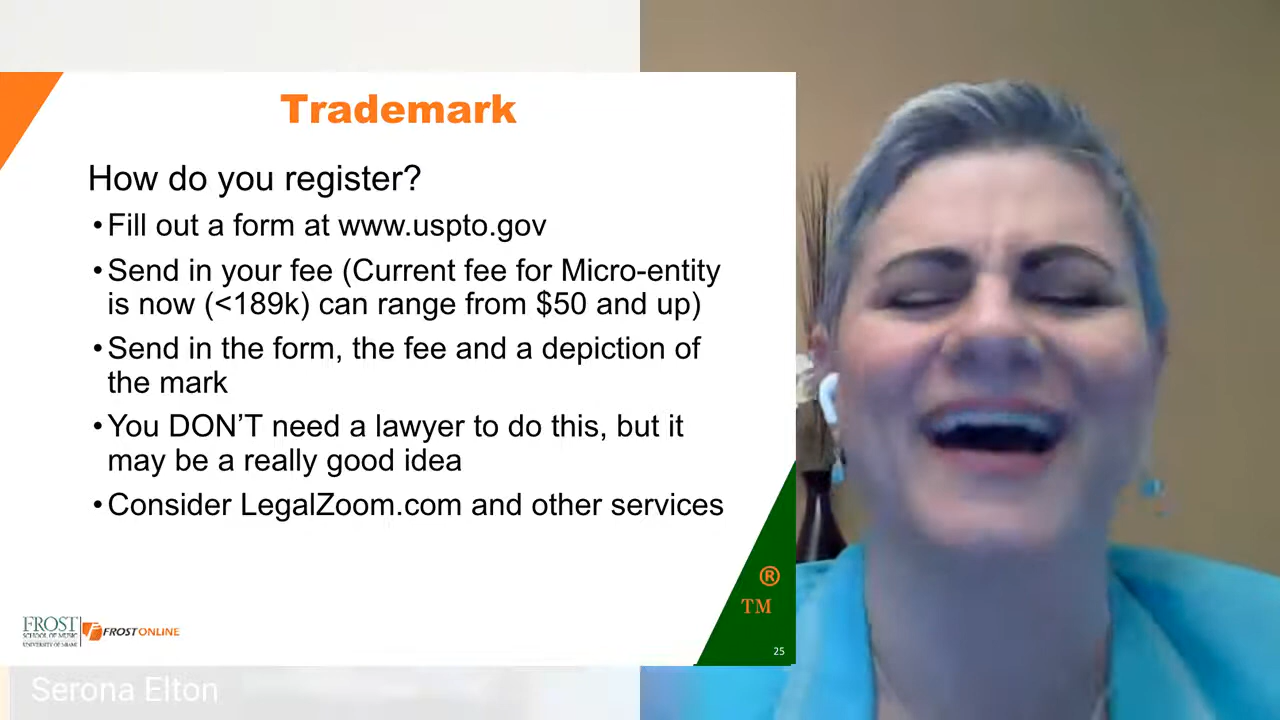 Trademark
How do you register?
•Fill out a form at www.uspto.gov
•Send in your fee (Current fee for Micro-entity
is now (<189k) can range from $50 and up)
•Send in the form, the fee and a depiction of
the mark
•You DON’T need a lawyer to do this, but it
may be a really good idea
•Consider LegalZoom.com and other services
®
TM
FROST
SCHOOL OF MUSIC
UNIVERSITY OF MIAMI
FROST ONLINE
25
Serona Elton